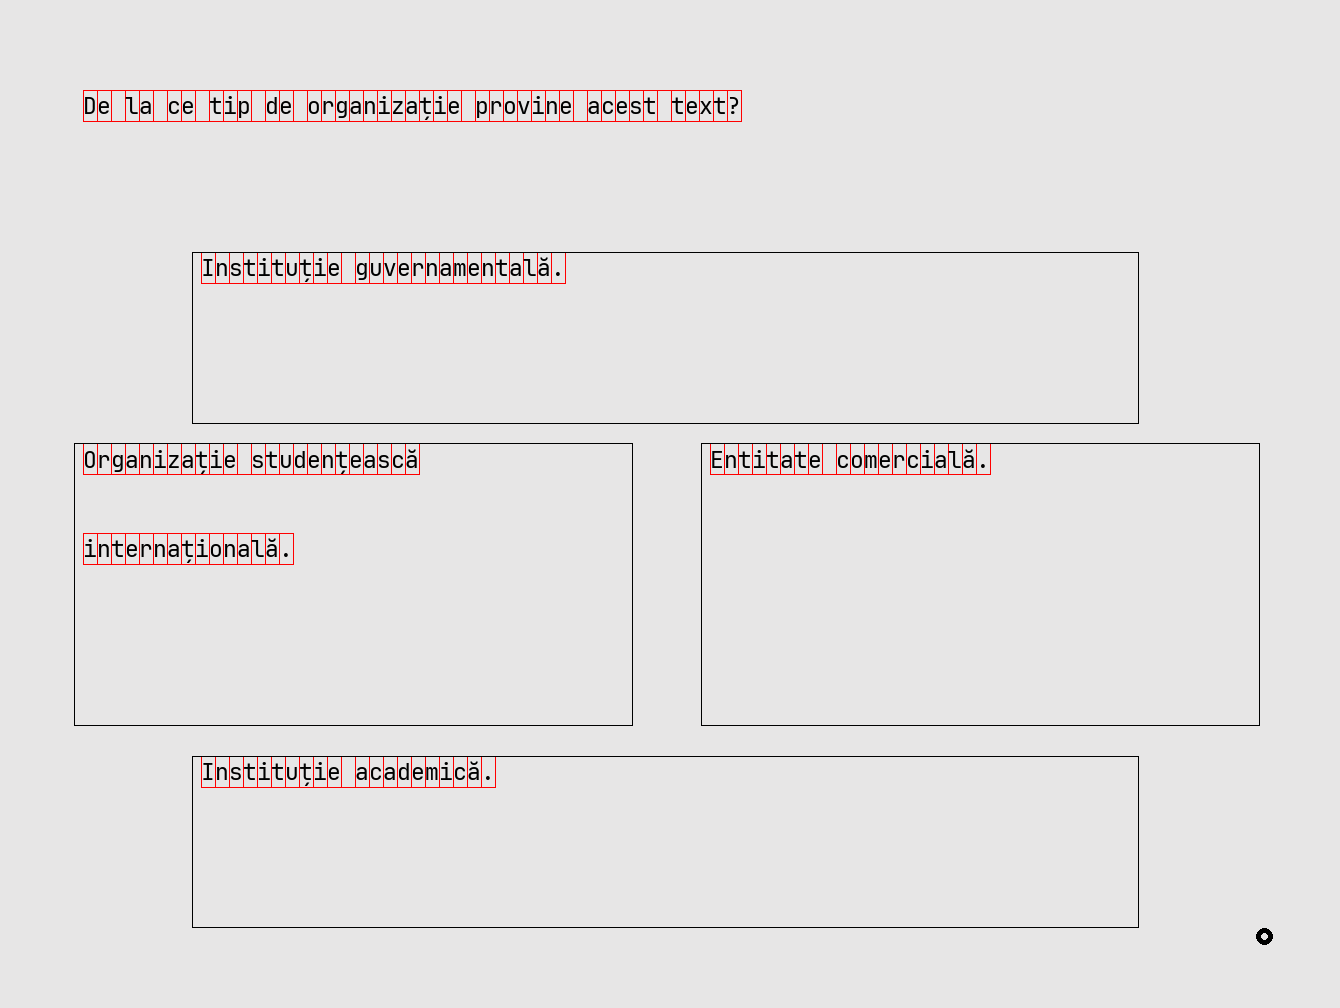 De la ce tip de organizație provine acest text?
Instituție guvernamentală.
Organizație studențească
internațională.
Entitate comercială.
Instituție academică.